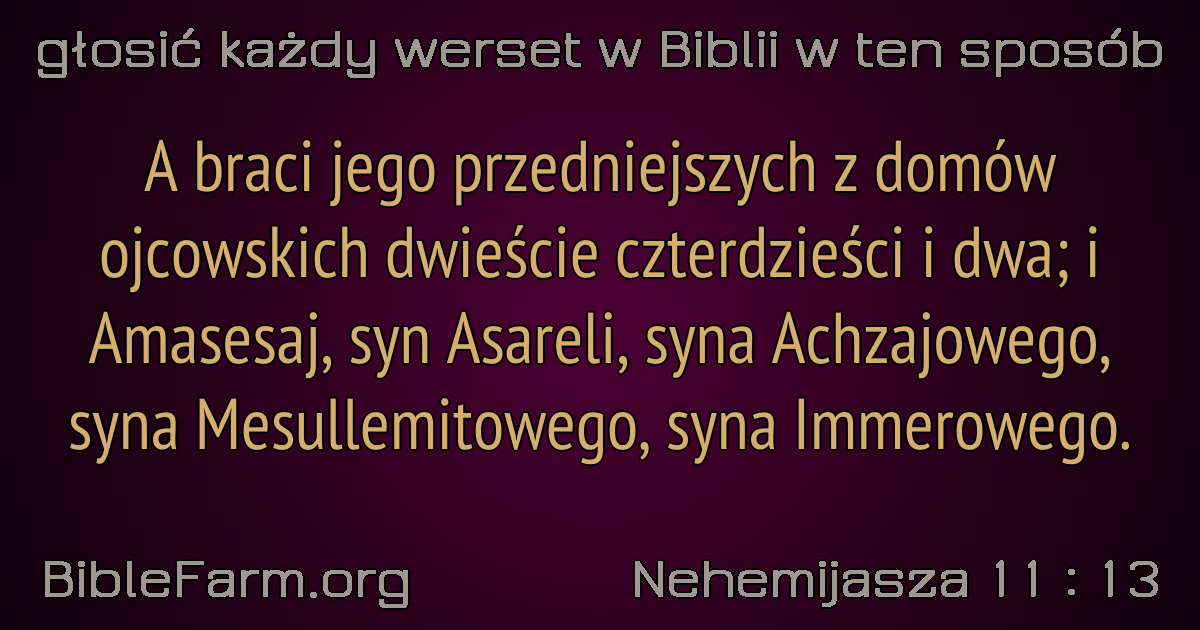 głosić każdy werset w Biblii w ten sposób
A braci jego przedniejszych z domów
ojcowskich dwieście czterdzieści i dwa; i
Amasesaj, syn Asareli, syna Achzajowego,
syna Mesullemitowego, syna Immerowego.
BibleFarm.org
Nehemijasza 11 : 13